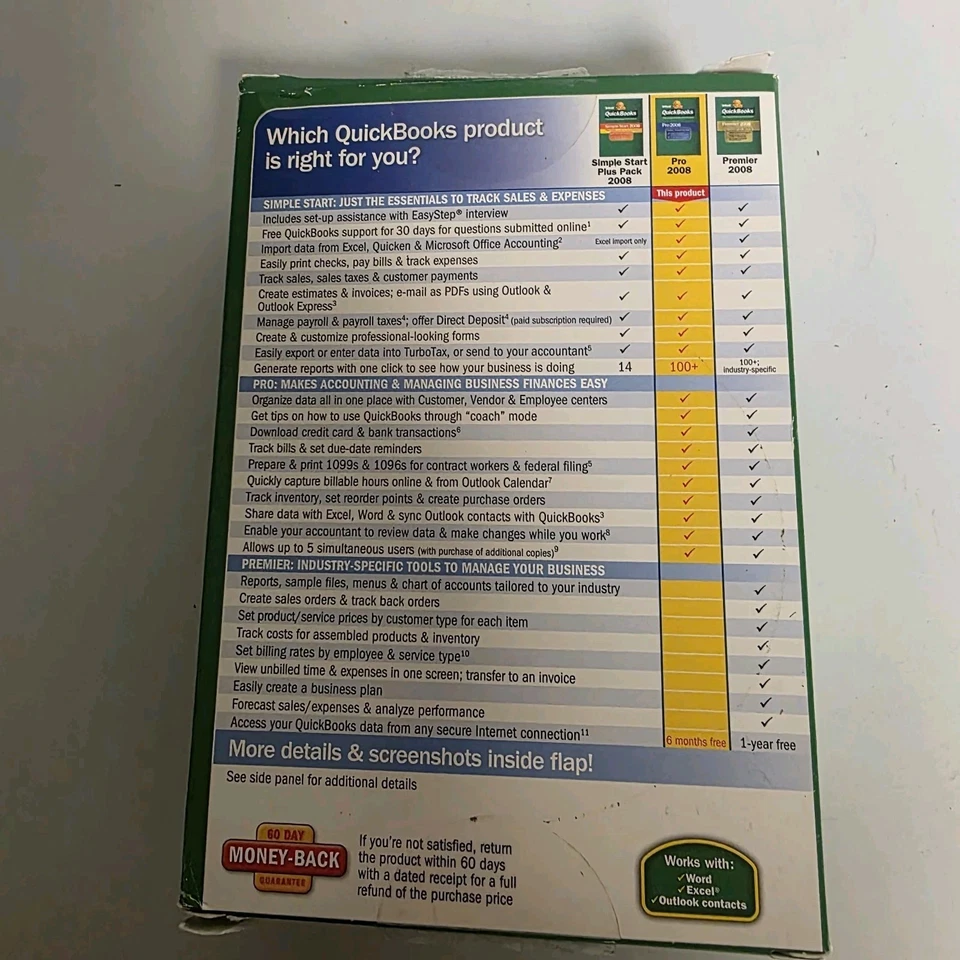 Which QuickBooks product
is right for you?
QuickBooks
QuickBooks
QuickBooks
Simple Start
Plus Pack
2008
Pro
2008
Premier
2008
This product
SIMPLE START: JUST THE ESSENTIALS TO TRACK SALES & EXPENSES
Includes set-up assistance with EasyStep® interview ✓ ✓ ✓
Free QuickBooks support for 30 days for questions submitted online¹ ✓ ✓ ✓
Import data from Excel, Quicken & Microsoft Office Accounting² Excel import only ✓ ✓
Easily print checks, pay bills & track expenses ✓ ✓ ✓
Track sales, sales taxes & customer payments ✓ ✓ ✓
Create estimates & invoices; e-mail as PDFs using Outlook &
Outlook Express³ ✓ ✓ ✓
Manage payroll & payroll taxes⁴; offer Direct Deposit⁴ (paid subscription required) ✓ ✓ ✓
Create & customize professional-looking forms ✓ ✓ ✓
Easily export or enter data into TurboTax, or send to your accountant⁵ ✓ ✓ ✓
Generate reports with one click to see how your business is doing 14 100+ 100+;
industry-specific
PRO: MAKES ACCOUNTING & MANAGING BUSINESS FINANCES EASY
Organize data all in one place with Customer, Vendor & Employee centers ✓ ✓
Get tips on how to use QuickBooks through “coach” mode ✓ ✓
Download credit card & bank transactions⁶ ✓ ✓
Track bills & set due-date reminders ✓ ✓
Prepare & print 1099s & 1096s for contract workers & federal filing⁵ ✓ ✓
Quickly capture billable hours online & from Outlook Calendar⁷ ✓ ✓
Track inventory, set reorder points & create purchase orders ✓ ✓
Share data with Excel, Word & sync Outlook contacts with QuickBooks³ ✓ ✓
Enable your accountant to review data & make changes while you work⁸ ✓ ✓
Allows up to 5 simultaneous users (with purchase of additional copies)⁹ ✓ ✓
PREMIER: INDUSTRY-SPECIFIC TOOLS TO MANAGE YOUR BUSINESS
Reports, sample files, menus & chart of accounts tailored to your industry ✓
Create sales orders & track back orders ✓
Set product/service prices by customer type for each item ✓
Track costs for assembled products & inventory ✓
Set billing rates by employee & service type¹⁰ ✓
View unbilled time & expenses in one screen; transfer to an invoice ✓
Easily create a business plan ✓
Forecast sales/expenses & analyze performance ✓
Access your QuickBooks data from any secure Internet connection¹¹ 6 months free 1-year free
More details & screenshots inside flap!
See side panel for additional details
60 DAY
MONEY-BACK
GUARANTEE
If you're not satisfied, return
the product within 60 days
with a dated receipt for a full
refund of the purchase price
Works with:
✓Word
✓Excel®
✓Outlook contacts